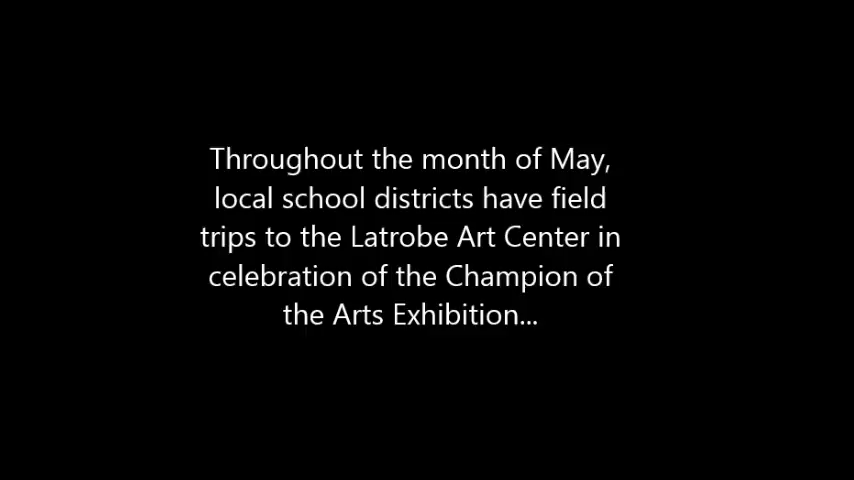 Throughout the month of May,
local school districts have field
trips to the Latrobe Art Center in
celebration of the Champion of
the Arts Exhibition...